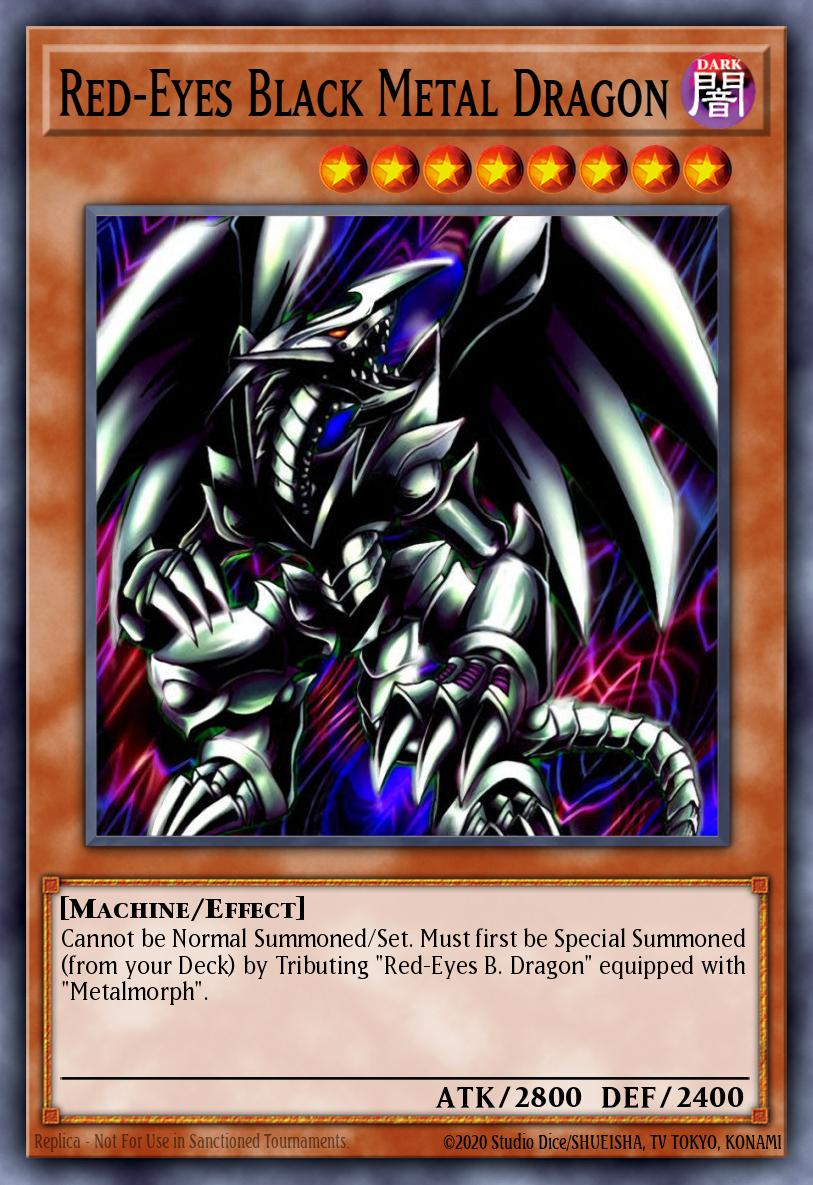 Red-Eyes Black Metal Dragon
DARK
闇
[Machine/Effect]
Cannot be Normal Summoned/Set. Must first be Special Summoned
(from your Deck) by Tributing "Red-Eyes B. Dragon" equipped with
"Metalmorph".
ATK/2800 DEF/2400
Replica - Not For Use in Sanctioned Tournaments.
©2020 Studio Dice/SHUEISHA, TV TOKYO, KONAMI